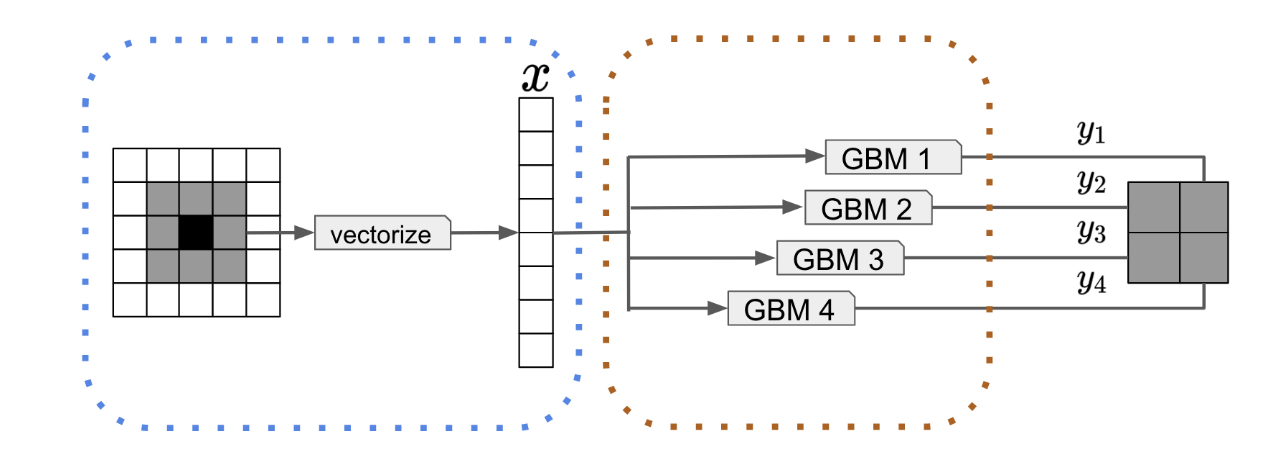 x
vectorize
GBM 1
GBM 2
GBM 3
GBM 4
y₁
y₂
y₃
y₄